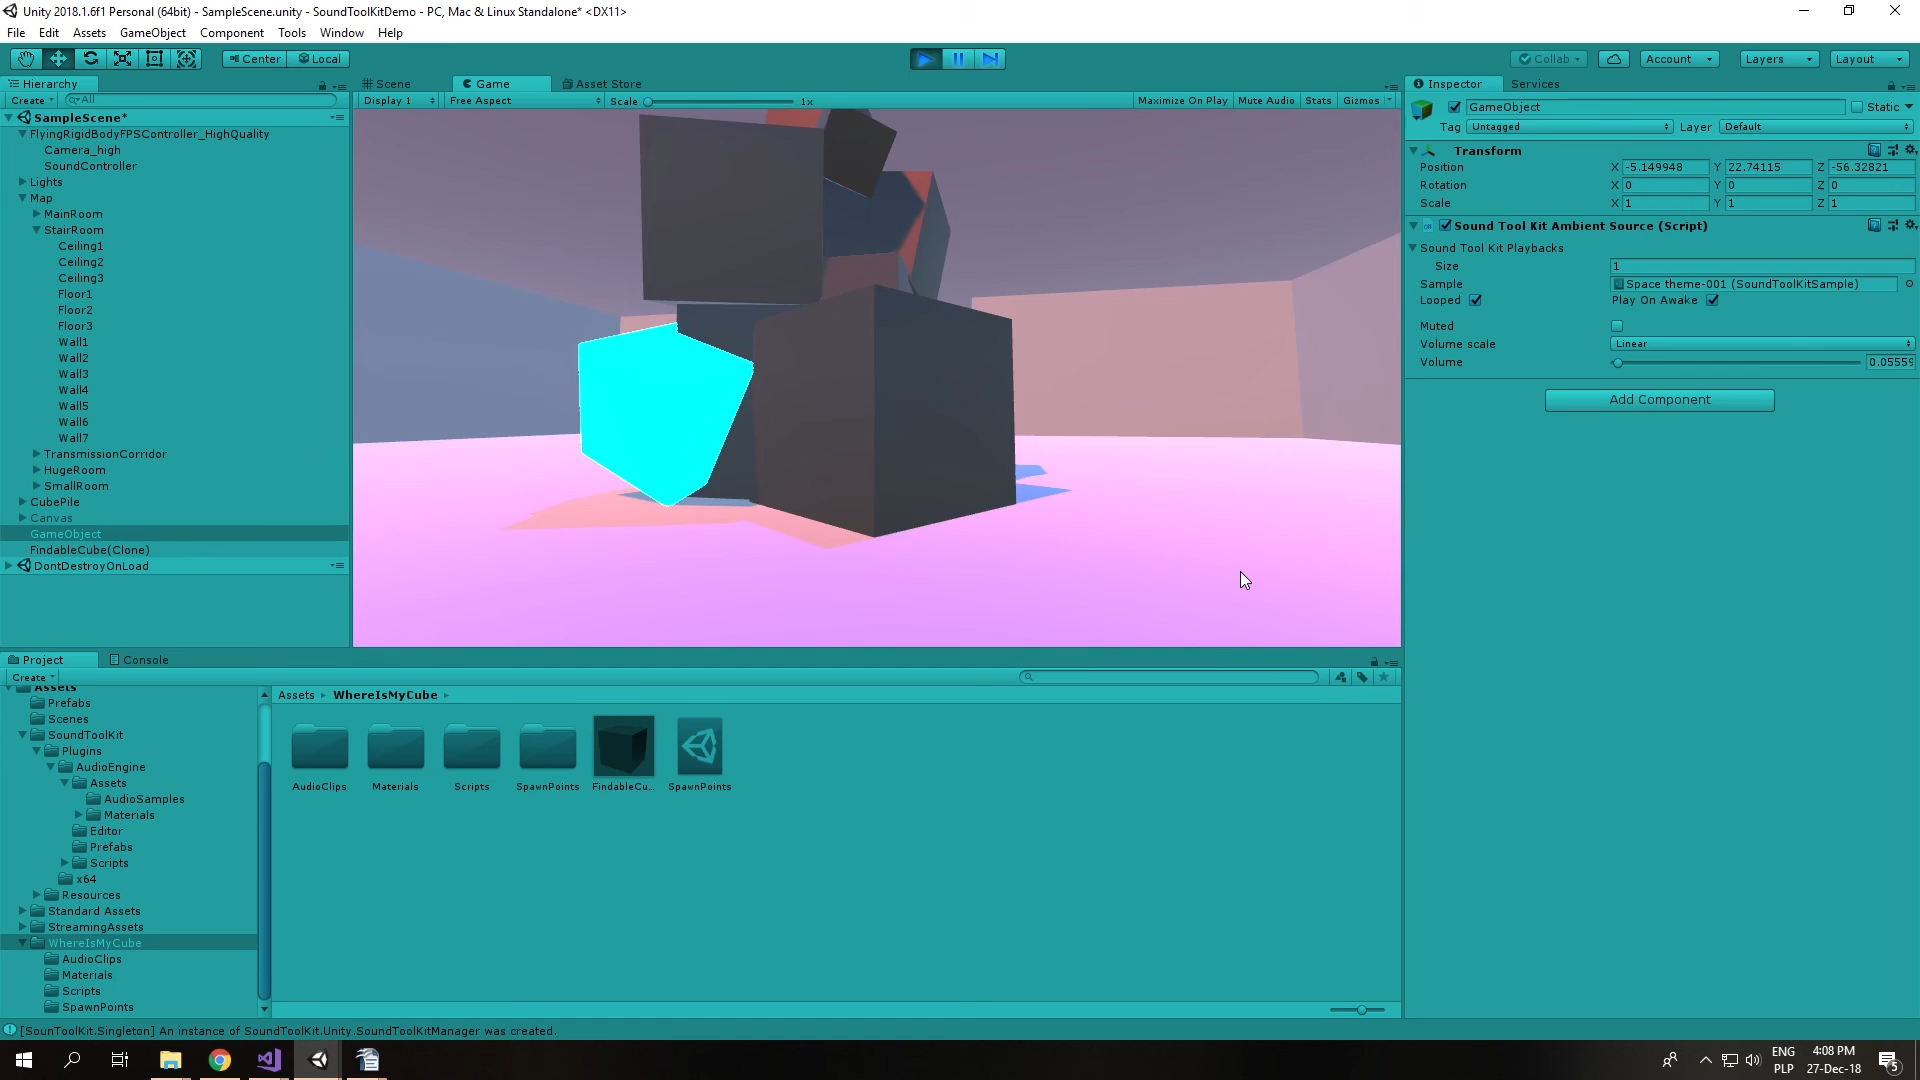 Unity 2018.1.6f1 Personal (64bit) - SampleScene.unity - SoundToolKitDemo - PC, Mac & Linux Standalone* <DX11>
File Edit Assets GameObject Component Tools Window Help
Center Local Collab Account Layers Layout
Hierarchy
Create All
SampleScene*
FlyingRigidBodyFPSController_HighQuality
Camera_high
SoundController
Lights
Map
MainRoom
StairRoom
Ceiling1
Ceiling2
Ceiling3
Floor1
Floor2
Floor3
Wall1
Wall2
Wall3
Wall4
Wall5
Wall6
Wall7
TransmissionCorridor
HugeRoom
SmallRoom
CubePile
Canvas
GameObject
FindableCube(Clone)
DontDestroyOnLoad
Scene Game Asset Store
Display 1 Free Aspect Scale 1x Maximize On Play Mute Audio Stats Gizmos
Inspector Services
GameObject Static
Tag Untagged Layer Default
Transform
Position X -5.149948 Y 22.74115 Z -56.32821
Rotation X 0 Y 0 Z 0
Scale X 1 Y 1 Z 1
Sound Tool Kit Ambient Source (Script)
Sound Tool Kit Playbacks
Size 1
Sample Space theme-001 (SoundToolKitSample)
Looped Play On Awake
Muted
Volume scale Linear
Volume 0.05559
Add Component
Project Console
Create
Assets
Prefabs
Scenes
SoundToolKit
Plugins
AudioEngine
Assets
AudioSamples
Materials
Editor
Prefabs
Scripts
x64
Resources
Standard Assets
StreamingAssets
WhereIsMyCube
AudioClips
Materials
Scripts
SpawnPoints
Assets WhereIsMyCube
AudioClips Materials Scripts SpawnPoints FindableCu... SpawnPoints
[SounToolKit.Singleton] An instance of SoundToolKit.Unity.SoundToolKitManager was created.
ENG 4:08 PM
PLP 27-Dec-18 5